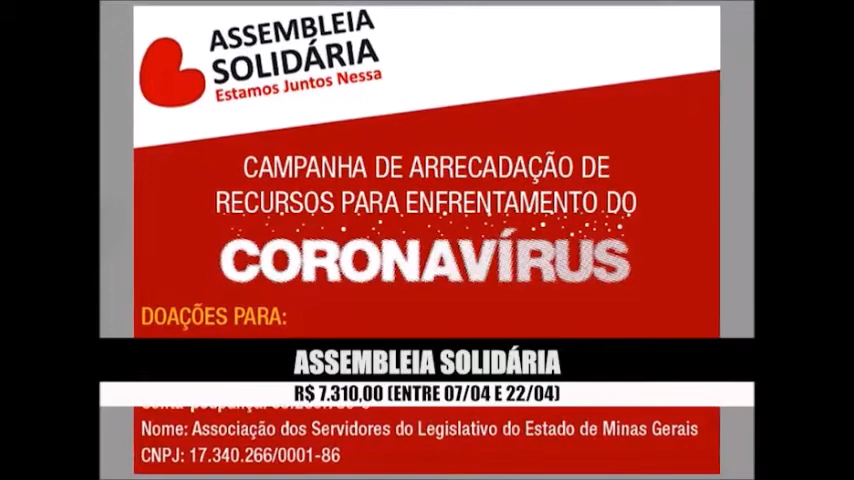 ASSEMBLEIA
SOLIDÁRIA
Estamos Juntos Nessa
CAMPANHA DE ARRECADAÇÃO DE
RECURSOS PARA ENFRENTAMENTO DO
CORONAVÍRUS
DOAÇÕES PARA:
ASSEMBLEIA SOLIDÁRIA
R$ 7.310,00 (ENTRE 07/04 E 22/04)
Nome: Associação dos Servidores do Legislativo do Estado de Minas Gerais
CNPJ: 17.340.266/0001-86